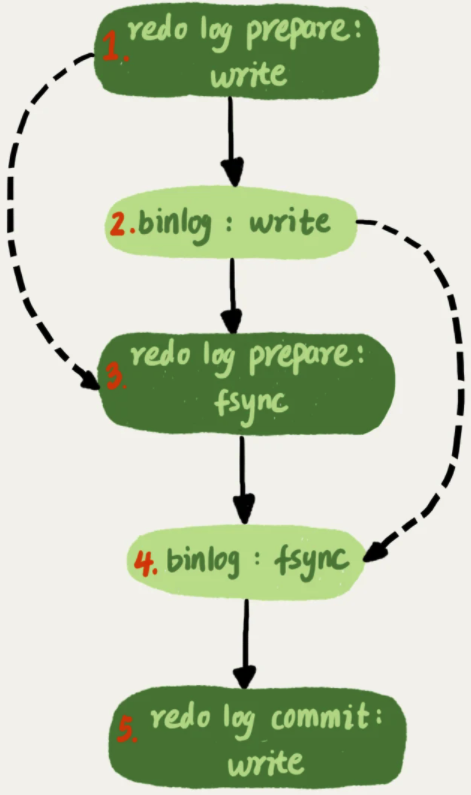 1. redo log prepare:
write
2. binlog : write
3. redo log prepare:
fsync
4. binlog : fsync
5. redo log commit:
write